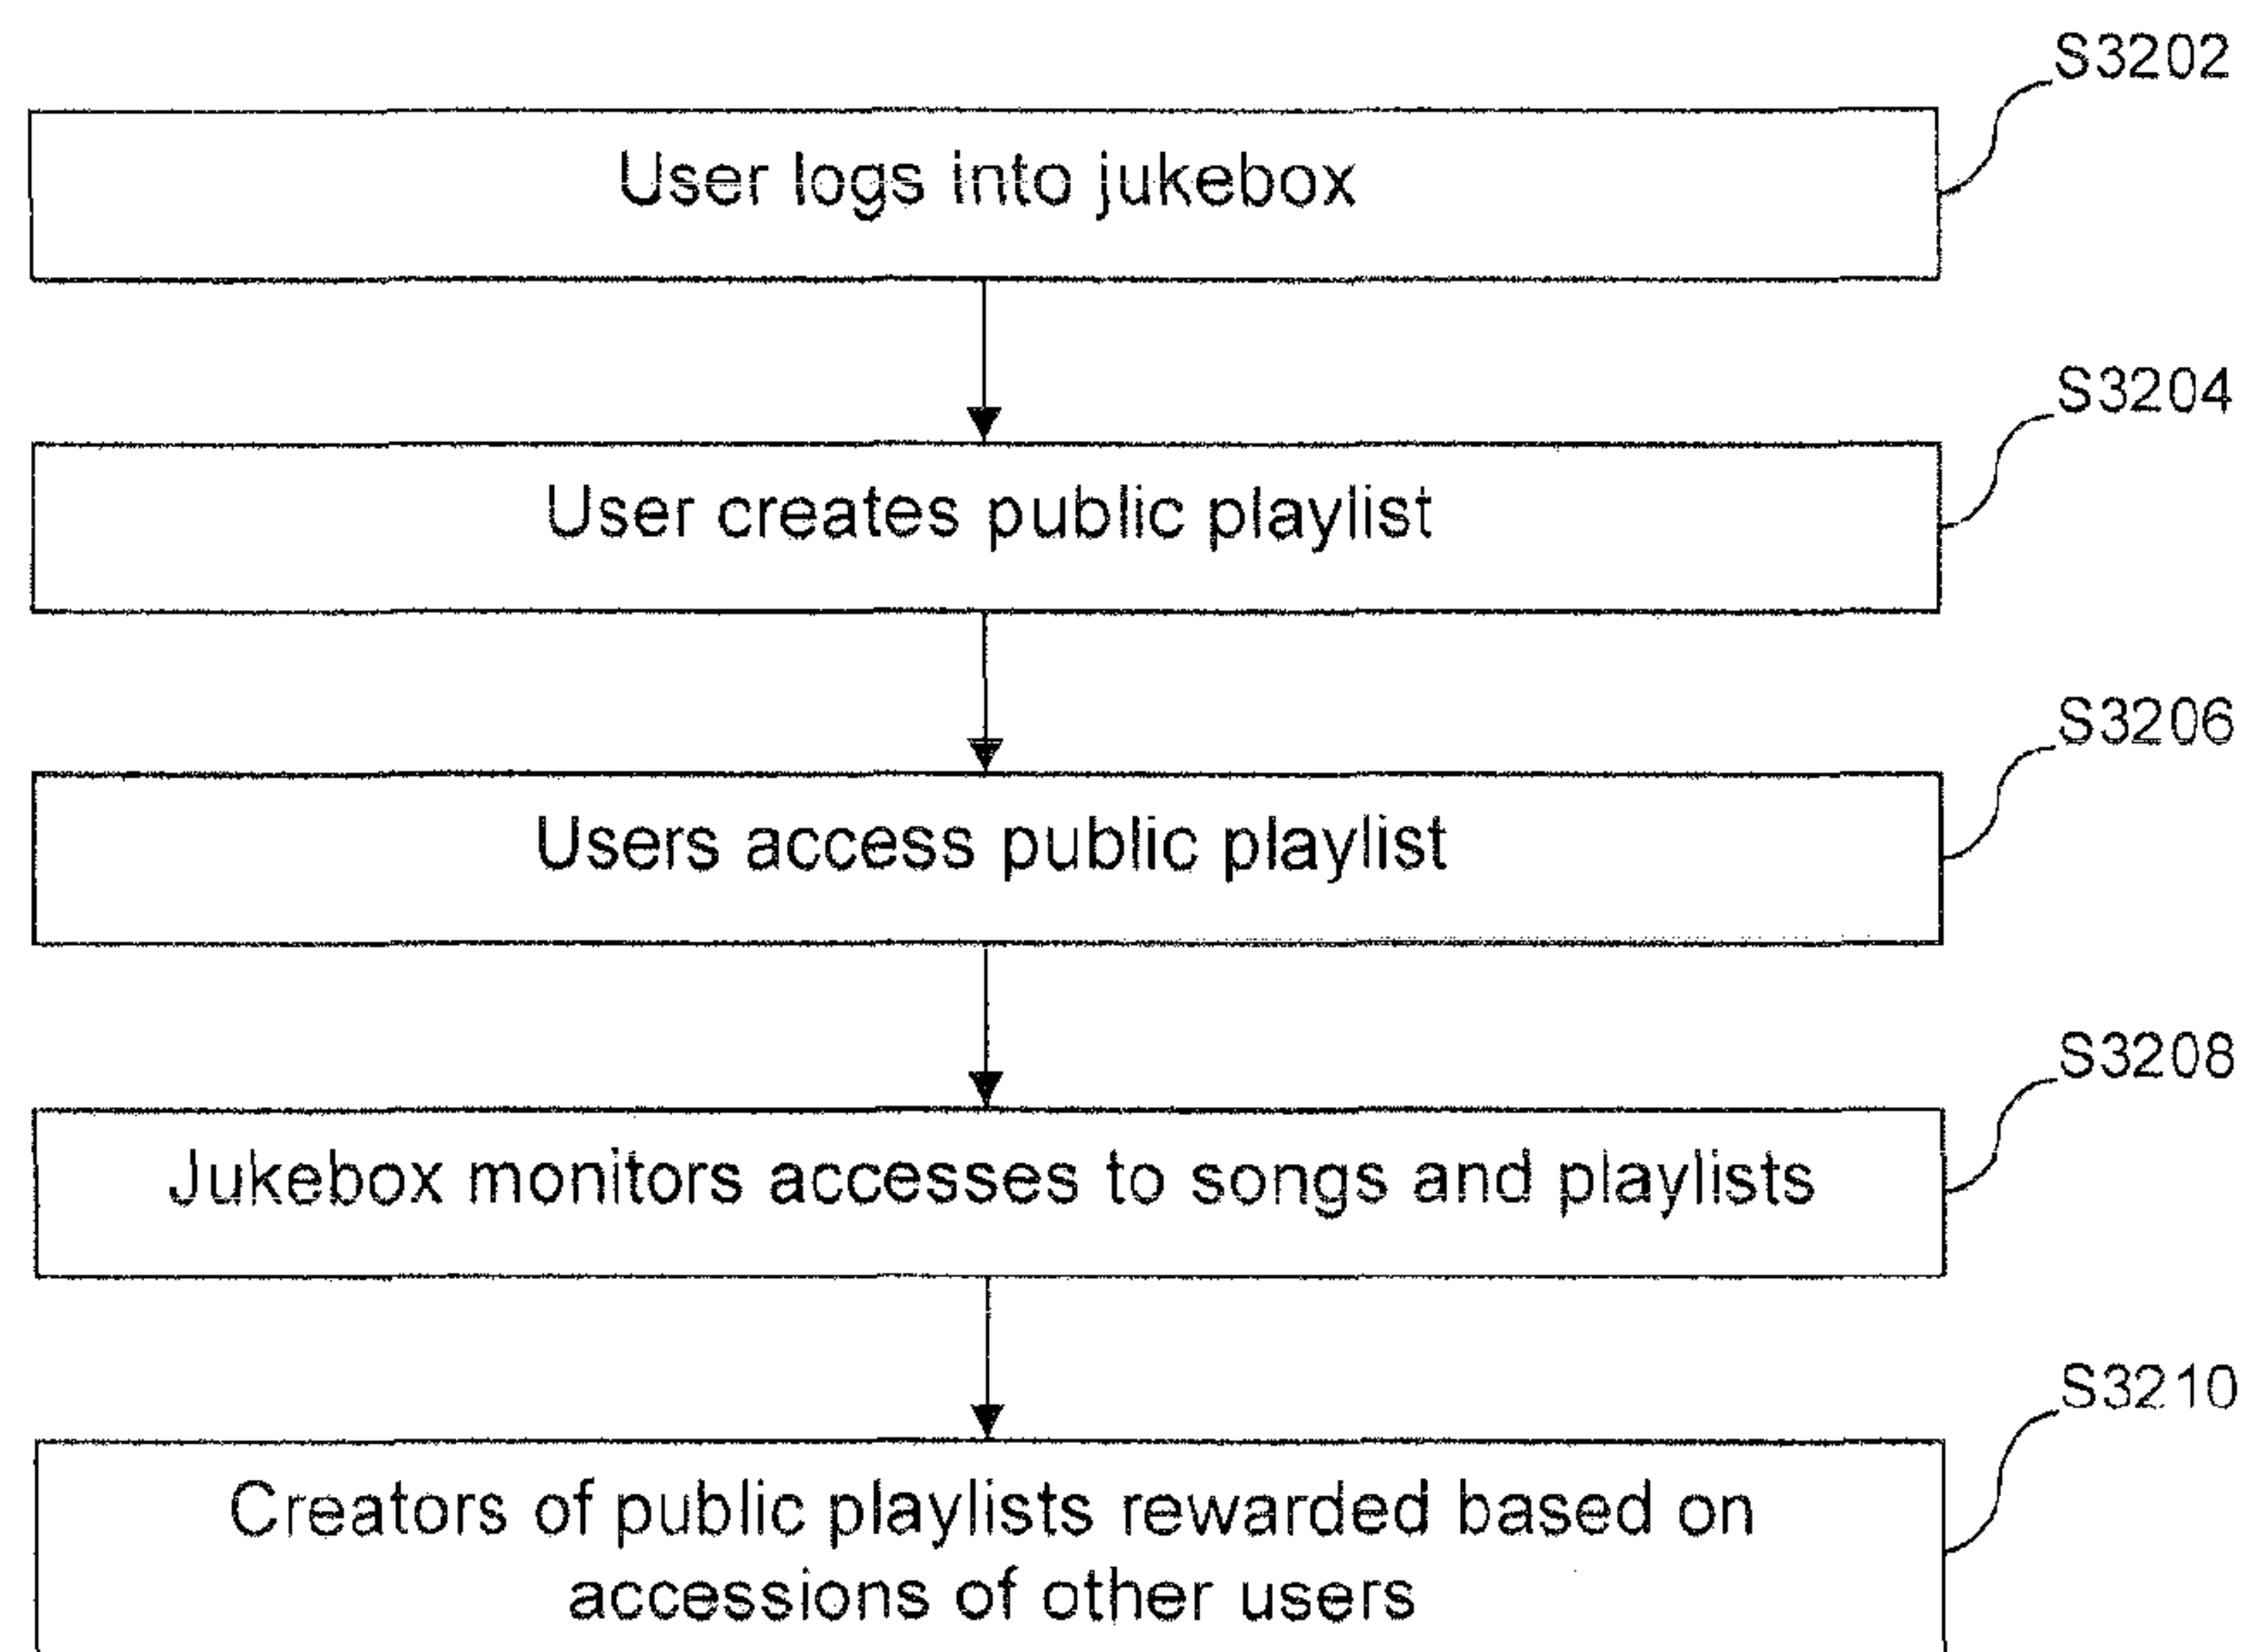 S3202
User logs into jukebox
S3204
User creates public playlist
S3206
Users access public playlist
S3208
Jukebox monitors accesses to songs and playlists
S3210
Creators of public playlists rewarded based on
accessions of other users